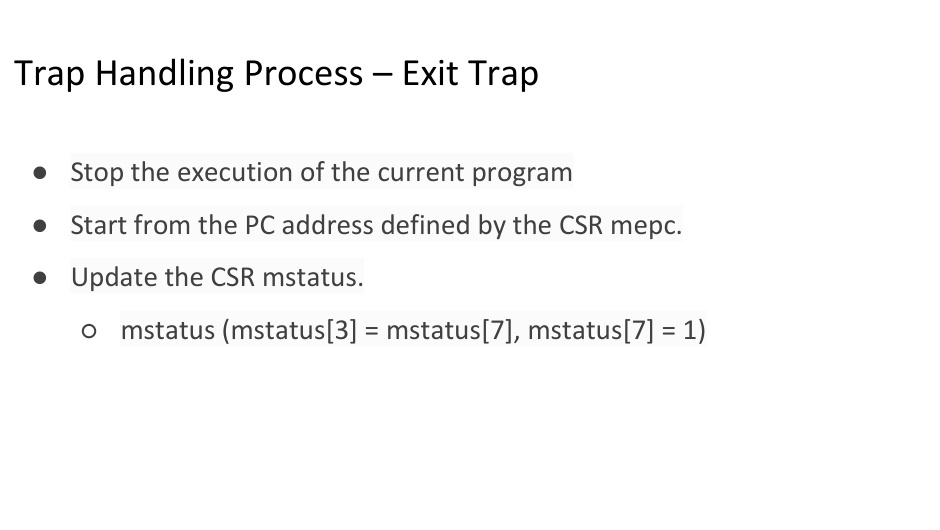 Trap Handling Process – Exit Trap
● Stop the execution of the current program
● Start from the PC address defined by the CSR mepc.
● Update the CSR mstatus.
○ mstatus (mstatus[3] = mstatus[7], mstatus[7] = 1)